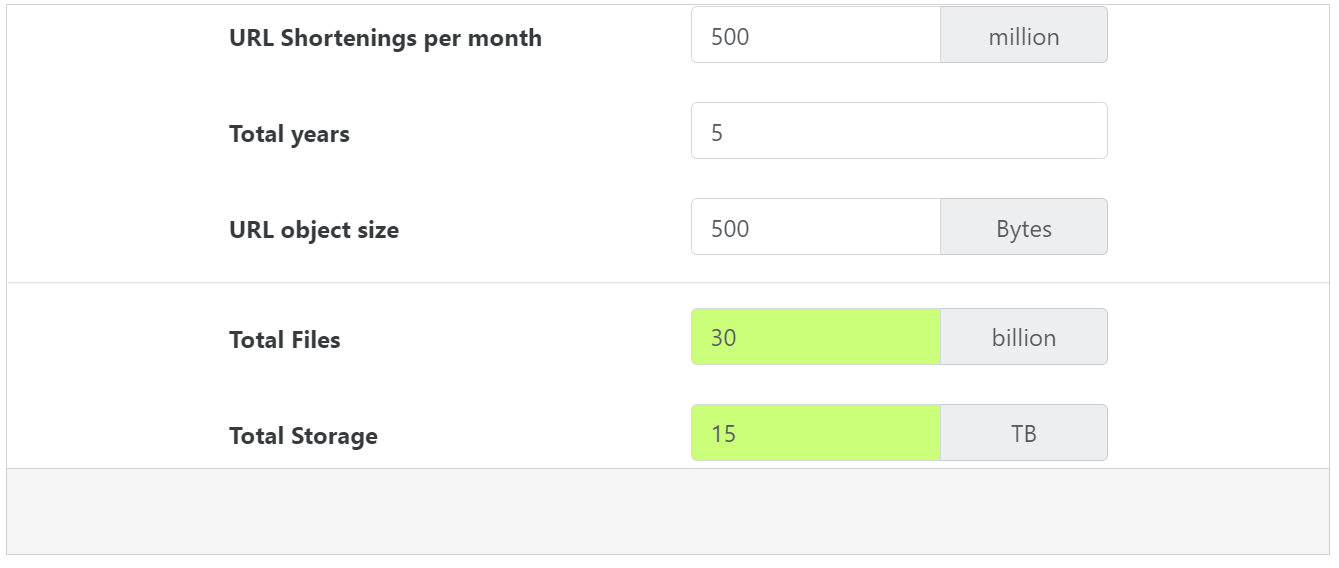 URL Shortenings per month 500 million
Total years 5
URL object size 500 Bytes
Total Files 30 billion
Total Storage 15 TB